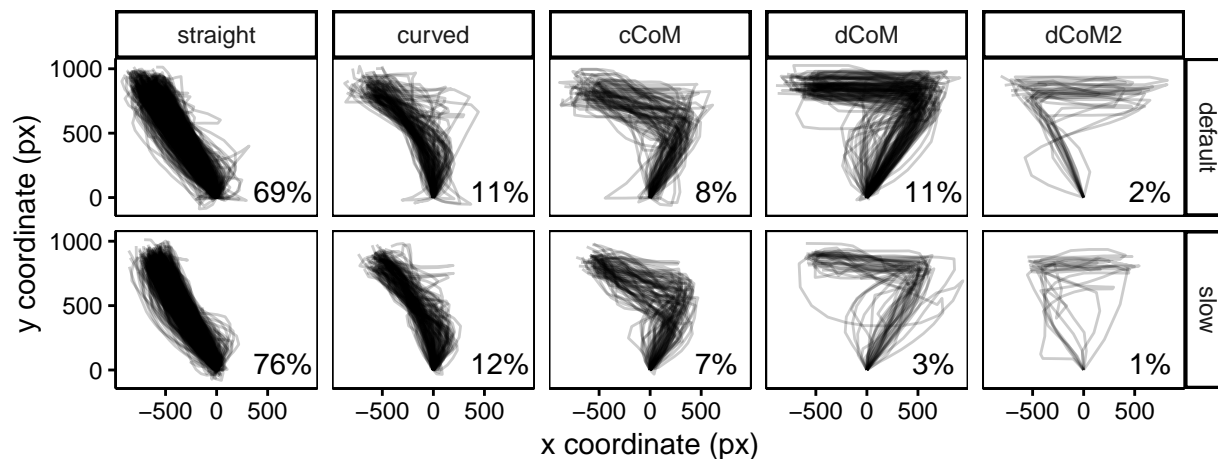 straight curved cCoM dCoM dCoM2
1000
500
0
69% 11% 8% 11% 2%
default
1000
500
0
76% 12% 7% 3% 1%
slow
−500 0 500 −500 0 500 −500 0 500 −500 0 500 −500 0 500
x coordinate (px)
y coordinate (px)